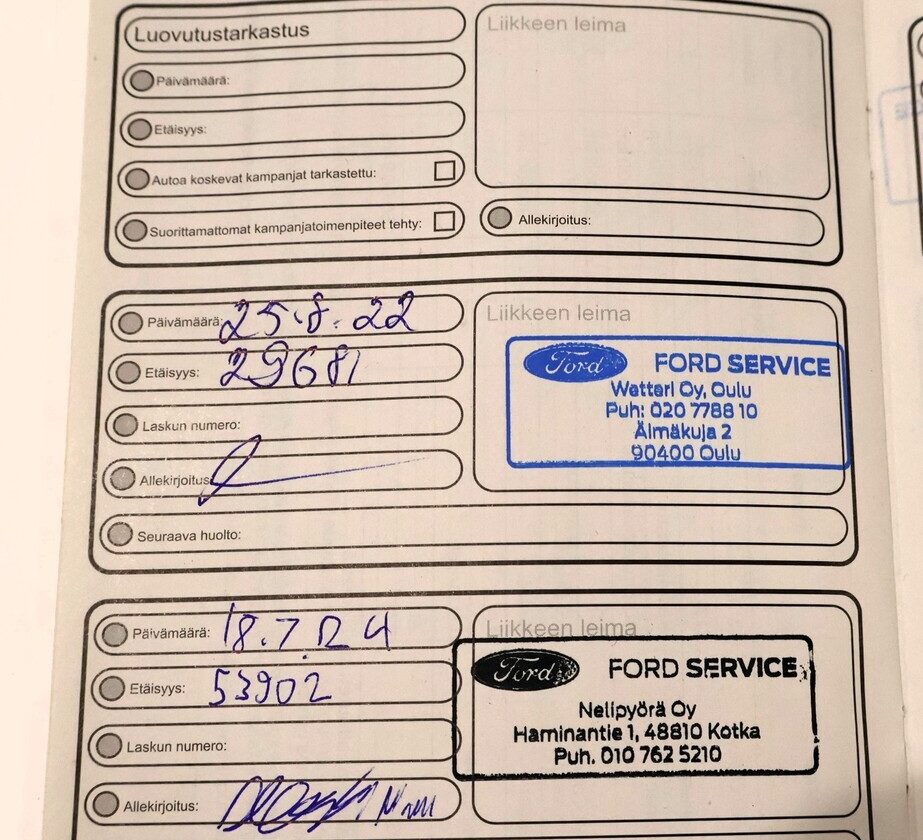 Luovutustarkastus
Liikkeen leima
Päivämäärä:
Etäisyys:
Autoa koskevat kampanjat tarkastettu:
Suorittamattomat kampanjatoimenpiteet tehty:
Allekirjoitus:
Päivämäärä: 25.8.22
Etäisyys: 29681
Laskun numero:
Allekirjoitus:
Seuraava huolto:
Liikkeen leima
Ford FORD SERVICE
Wetteri Oy, Oulu
Puh: 020 7788 10
Älmäkuja 2
90400 Oulu
Päivämäärä: 18.7.24
Etäisyys: 53902
Laskun numero:
Allekirjoitus:
Liikkeen leima
Ford FORD SERVICE
Nelipyörä Oy
Haminantie 1, 48810 Kotka
Puh. 010 762 5210